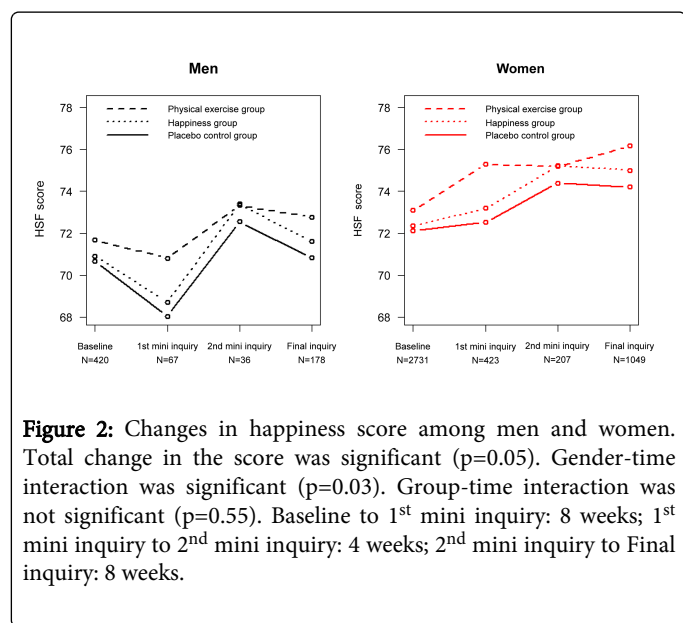 Men
78
76
74
72
70
68
HSF score
Physical exercise group
Happiness group
Placebo control group
Baseline 1st mini inquiry 2nd mini inquiry Final inquiry
N=420 N=67 N=36 N=178
Women
78
76
74
72
70
68
HSF score
Physical exercise group
Happiness group
Placebo control group
Baseline 1st mini inquiry 2nd mini inquiry Final inquiry
N=2731 N=423 N=207 N=1049
Figure 2: Changes in happiness score among men and women.
Total change in the score was significant (p=0.05). Gender-time
interaction was significant (p=0.03). Group-time interaction was
not significant (p=0.55). Baseline to 1st mini inquiry: 8 weeks; 1st
mini inquiry to 2nd mini inquiry: 4 weeks; 2nd mini inquiry to Final
inquiry: 8 weeks.